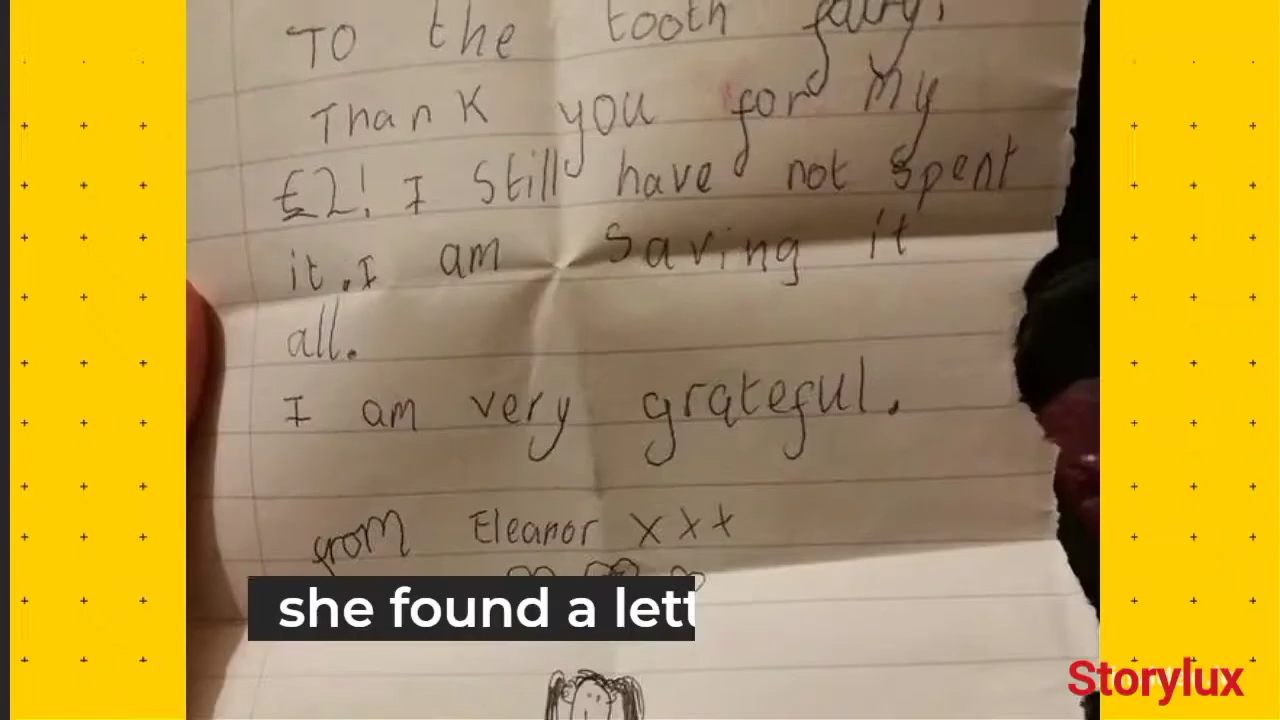 To the tooth fairy,
Thank you for my
£2! I still have not spent
it. I am saving it
all.
I am very grateful.
from Eleanor x x x
she found a lett
Storylux